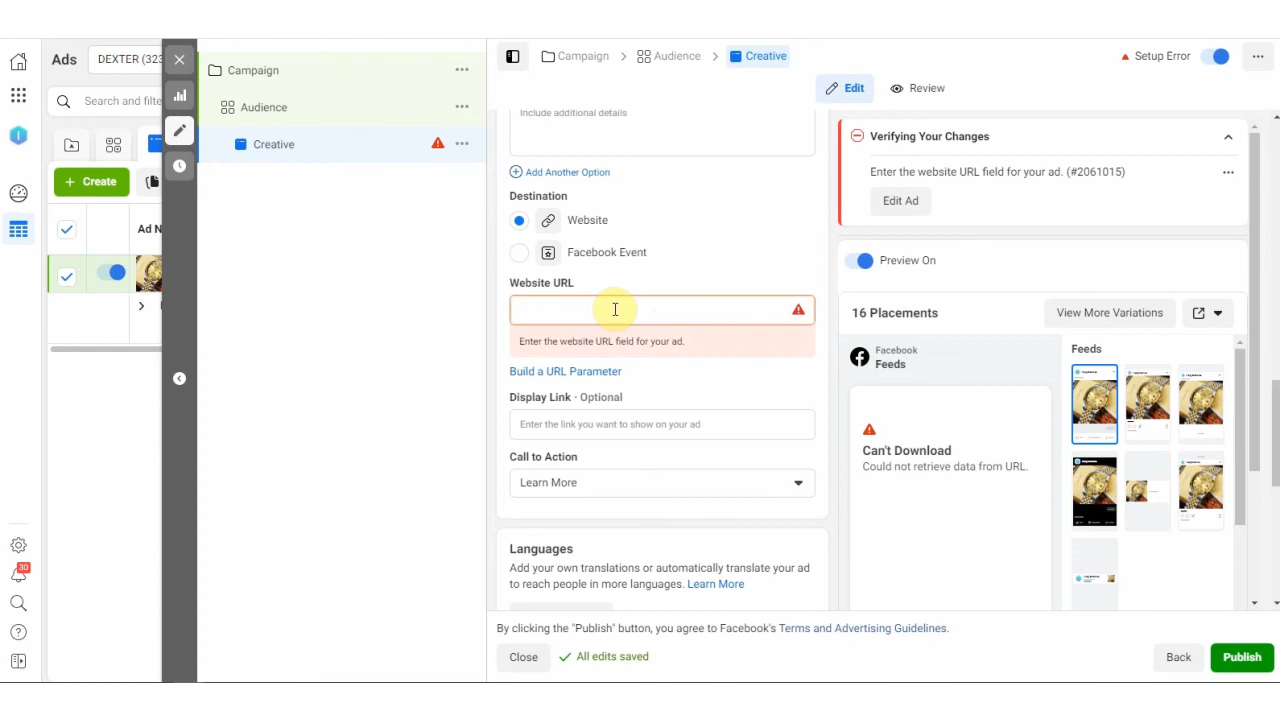 Ads
DEXTER (323
Search and filte
+ Create
Ad N
30
Campaign
Audience
Creative
Campaign > Audience > Creative
Setup Error
Edit
Review
Include additional details
Add Another Option
Destination
Website
Facebook Event
Website URL
Enter the website URL field for your ad.
Build a URL Parameter
Display Link · Optional
Enter the link you want to show on your ad
Call to Action
Learn More
Languages
Add your own translations or automatically translate your ad
to reach people in more languages. Learn More
Verifying Your Changes
Enter the website URL field for your ad. (#2061015)
Edit Ad
Preview On
16 Placements
View More Variations
Facebook
Feeds
Can't Download
Could not retrieve data from URL.
Feeds
By clicking the "Publish" button, you agree to Facebook's Terms and Advertising Guidelines.
Close
All edits saved
Back
Publish